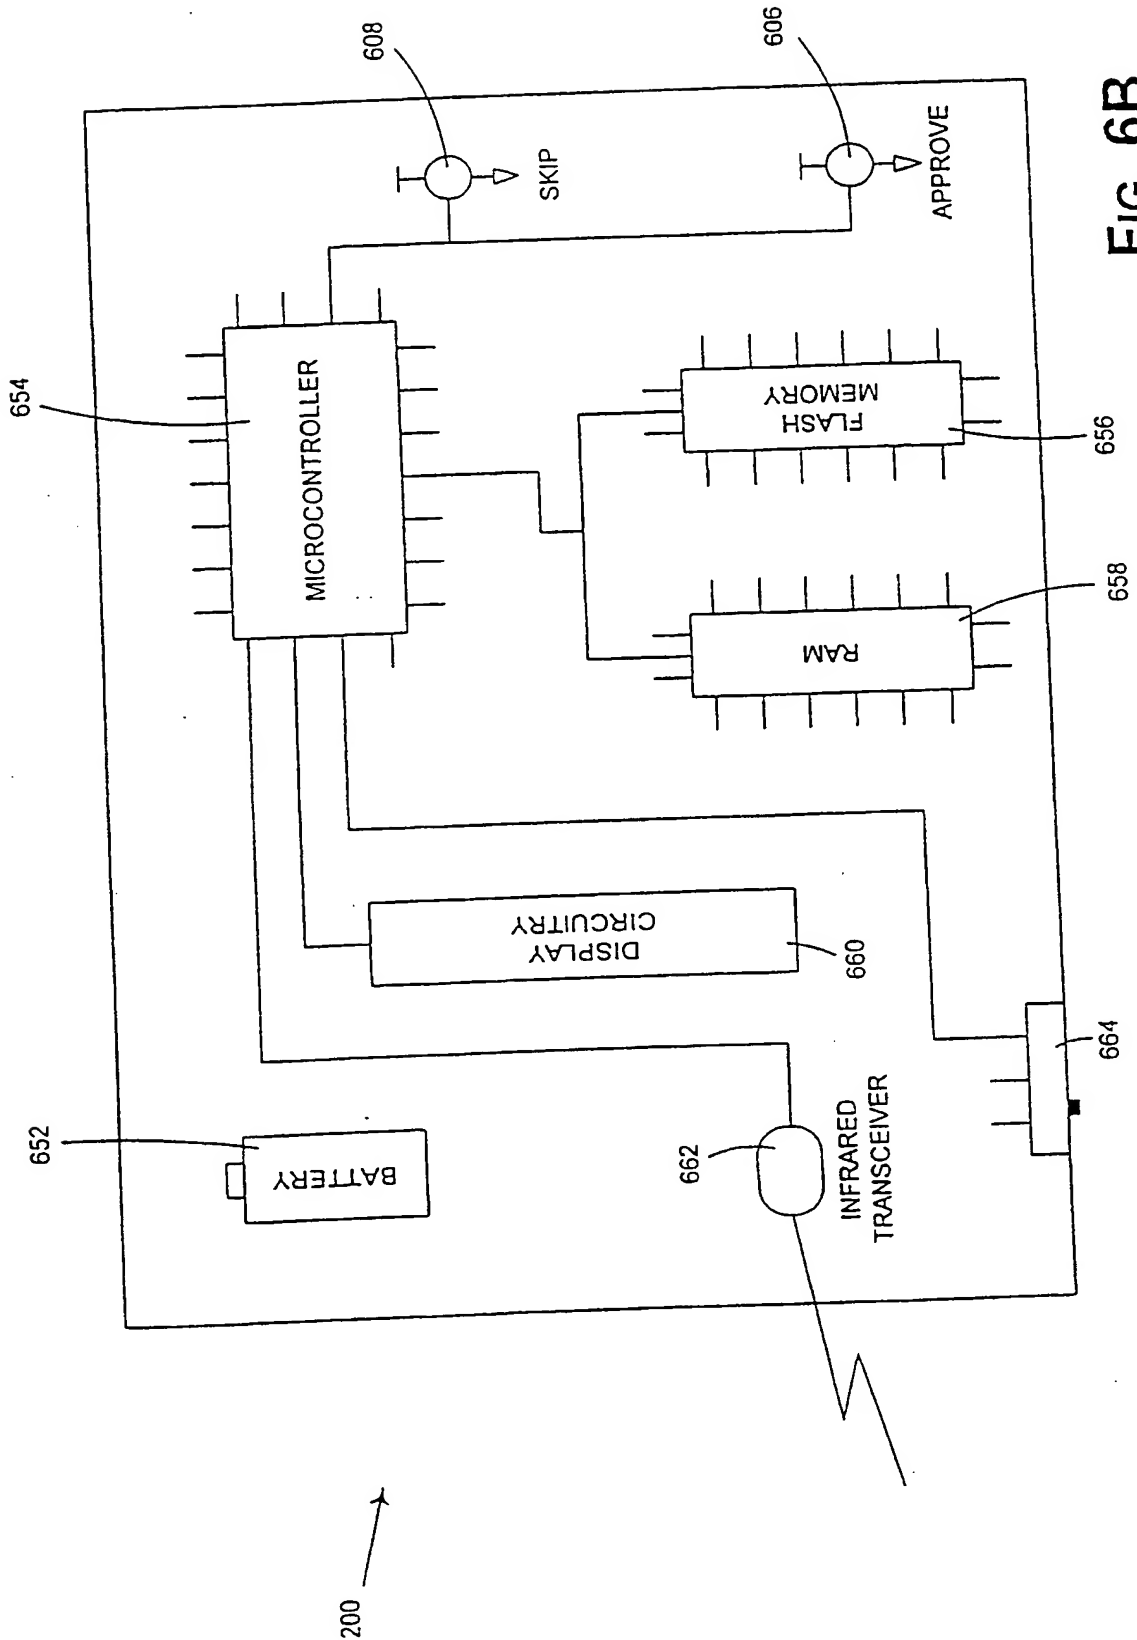 200
652
BATTERY
662
INFRARED
TRANSCEIVER
664
DISPLAY
CIRCUITRY
660
654
MICROCONTROLLER
RAM
658
FLASH
MEMORY
656
608
SKIP
606
APPROVE
FIG. 6B